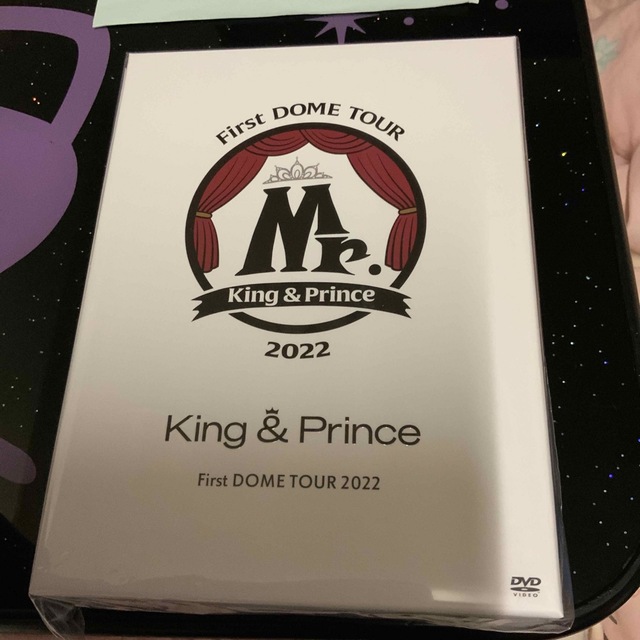 First DOME TOUR
Mr.
King & Prince
2022
King & Prince
First DOME TOUR 2022
DVD
VIDEO